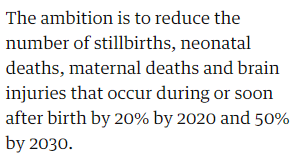 The ambition is to reduce the
number of stillbirths, neonatal
deaths, maternal deaths and brain
injuries that occur during or soon
after birth by 20% by 2020 and 50%
by 2030.